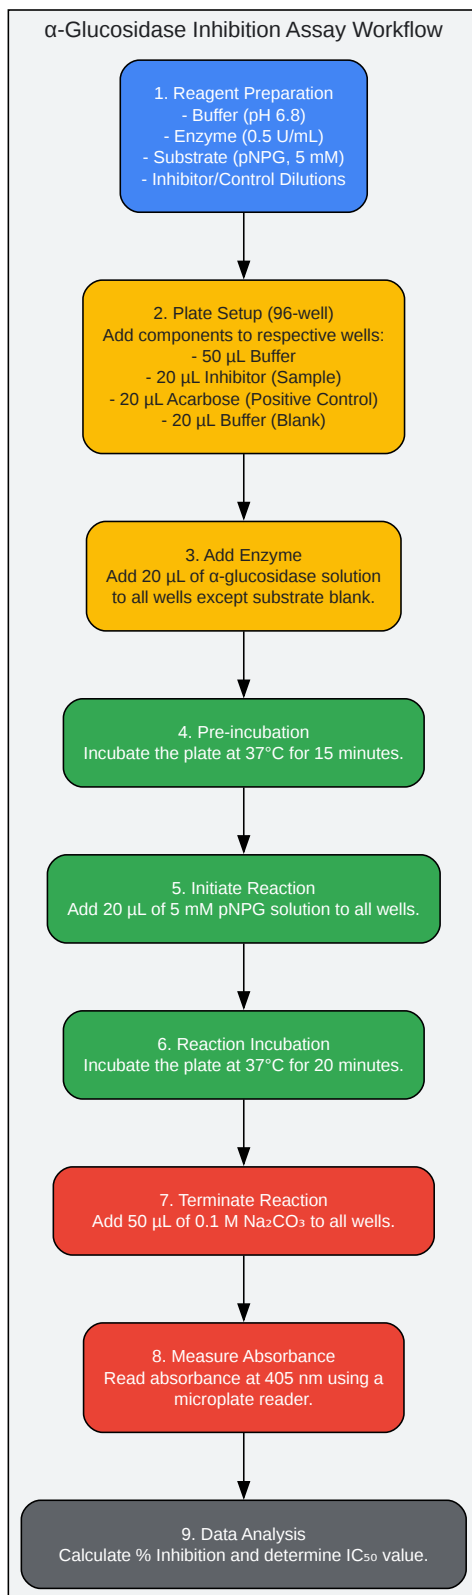 α-Glucosidase Inhibition Assay Workflow
1. Reagent Preparation
- Buffer (pH 6.8)
- Enzyme (0.5 U/mL)
- Substrate (pNPG, 5 mM)
- Inhibitor/Control Dilutions
2. Plate Setup (96-well)
Add components to respective wells:
- 50 µL Buffer
- 20 µL Inhibitor (Sample)
- 20 µL Acarbose (Positive Control)
- 20 µL Buffer (Blank)
3. Add Enzyme
Add 20 µL of α-glucosidase solution
to all wells except substrate blank.
4. Pre-incubation
Incubate the plate at 37°C for 15 minutes.
5. Initiate Reaction
Add 20 µL of 5 mM pNPG solution to all wells.
6. Reaction Incubation
Incubate the plate at 37°C for 20 minutes.
7. Terminate Reaction
Add 50 µL of 0.1 M Na₂CO₃ to all wells.
8. Measure Absorbance
Read absorbance at 405 nm using a
microplate reader.
9. Data Analysis
Calculate % Inhibition and determine IC₅₀ value.